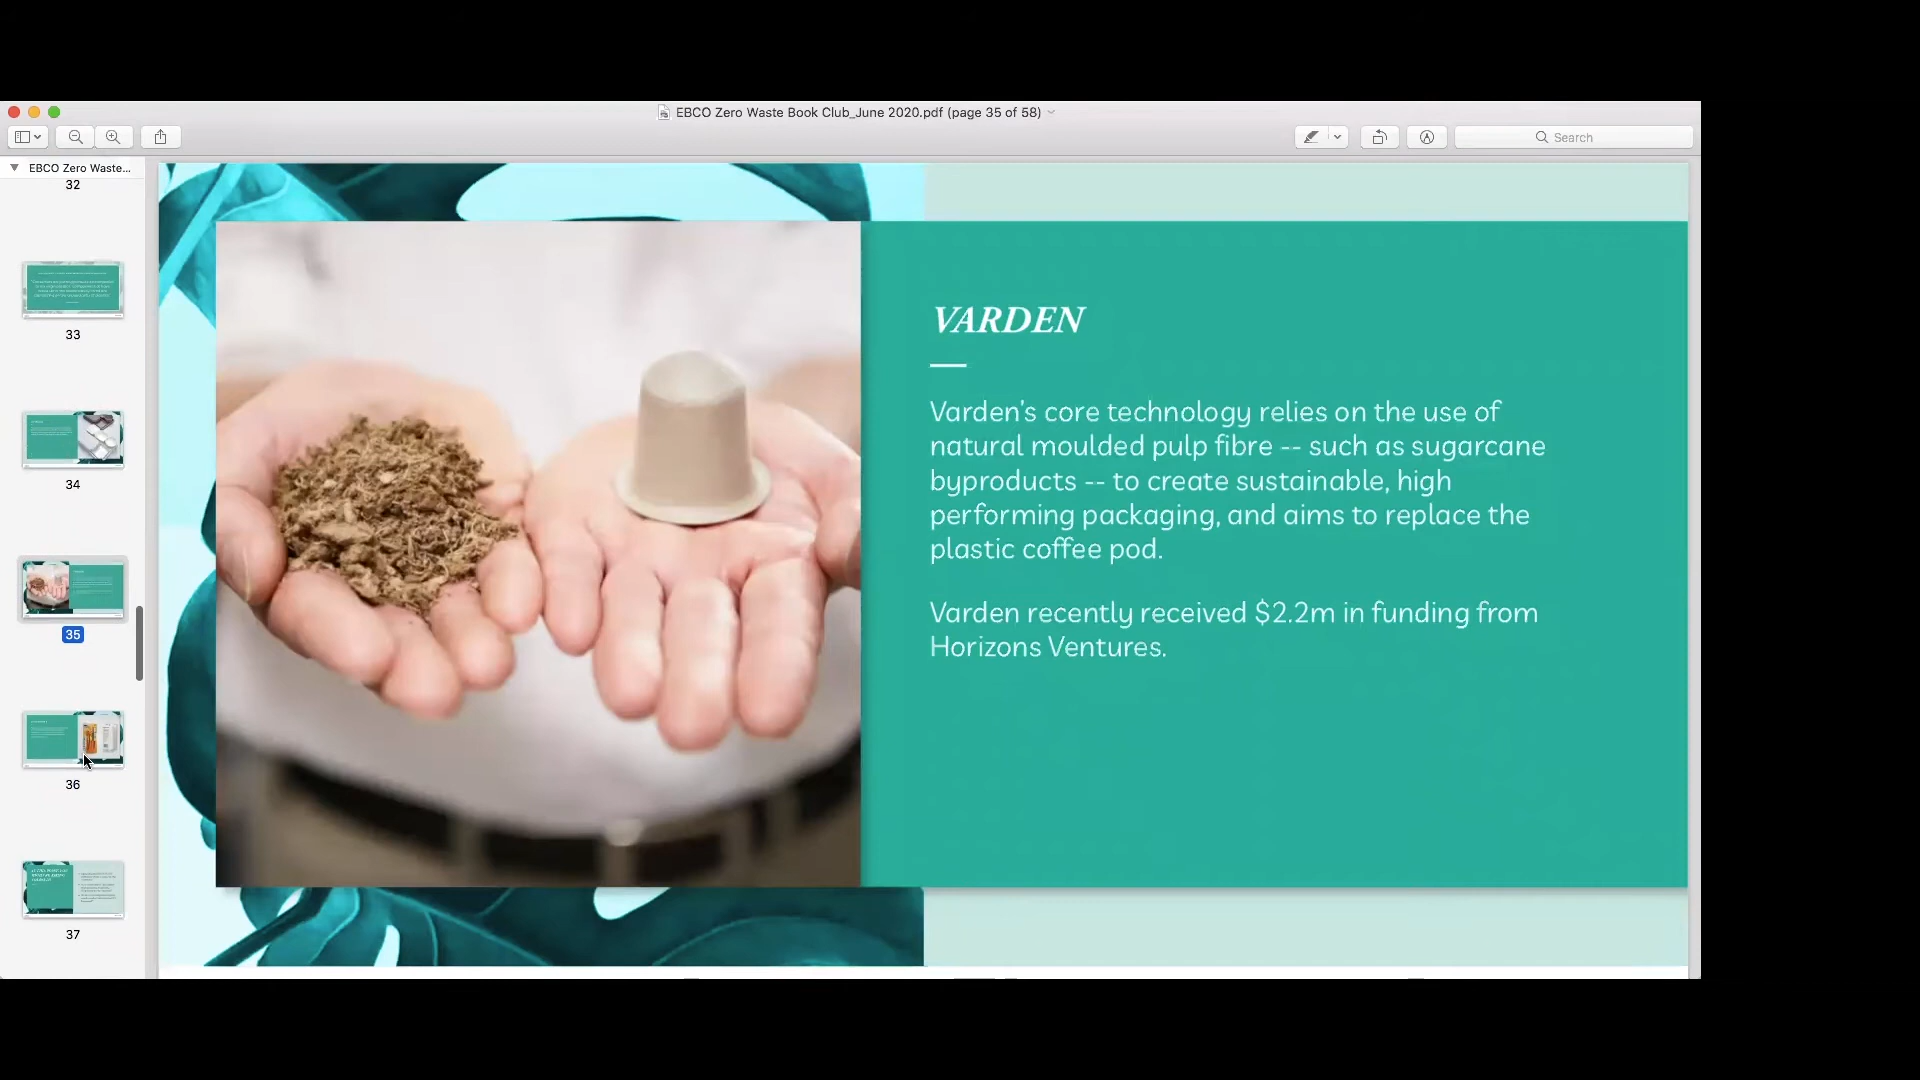 EBCO Zero Waste Book Club_June 2020.pdf (page 35 of 58)
Search
EBCO Zero Waste...
32
33
34
35
36
37
VARDEN
Varden's core technology relies on the use of
natural moulded pulp fibre -- such as sugarcane
byproducts -- to create sustainable, high
performing packaging, and aims to replace the
plastic coffee pod.
Varden recently received $2.2m in funding from
Horizons Ventures.